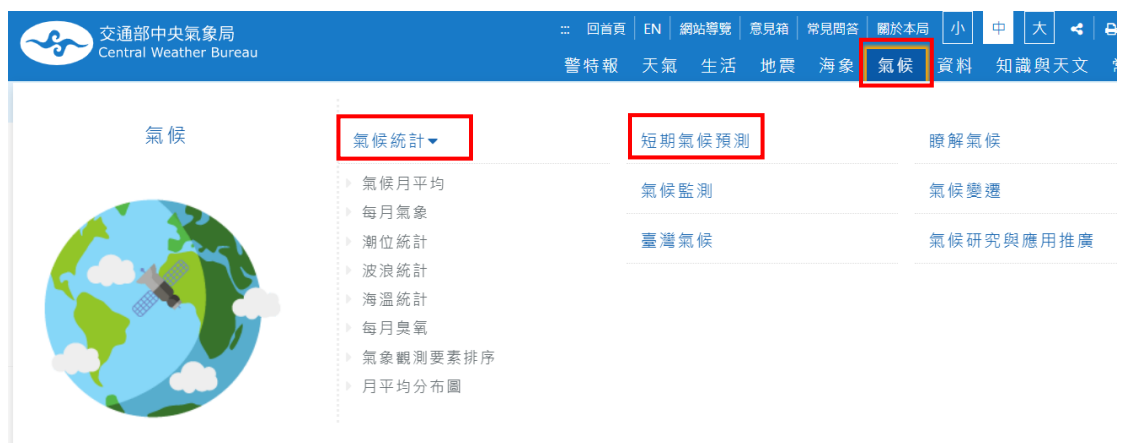 交通部中央氣象局
Central Weather Bureau
::: 回首頁 EN 網站導覽 意見箱 常見問答 關於本局 小 中 大
警特報 天氣 生活 地震 海象 氣候 資料 知識與天文
氣候
氣候統計
氣候月平均
每月氣象
潮位統計
波浪統計
海溫統計
每月臭氧
氣象觀測要素排序
月平均分布圖
短期氣候預測
氣候監測
臺灣氣候
瞭解氣候
氣候變遷
氣候研究與應用推廣